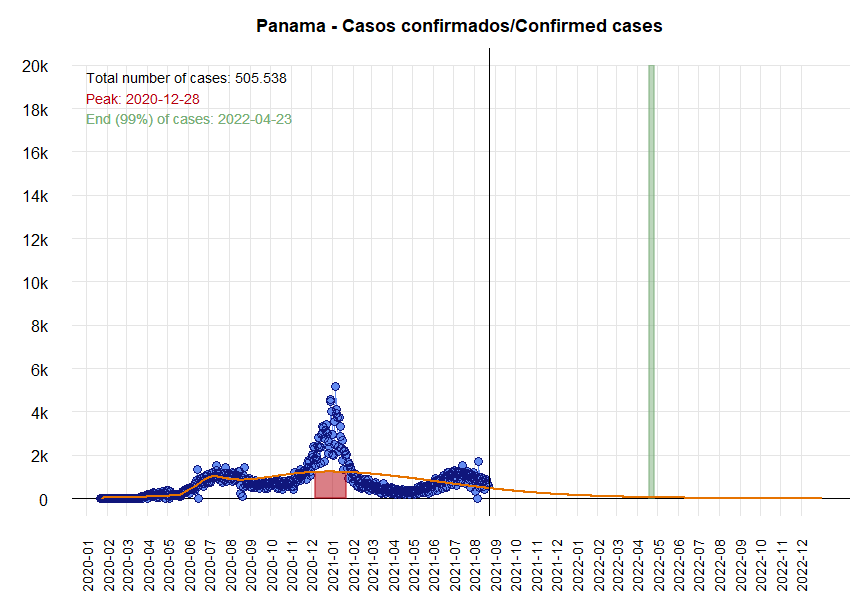 Panama - Casos confirmados/Confirmed cases
20k
Total number of cases: 505.538
Peak: 2020-12-28
End (99%) of cases: 2022-04-23
18k
16k
14k
12k
10k
8k
6k
4k
2k
0
2020-01
2020-02
2020-03
2020-04
2020-05
2020-06
2020-07
2020-08
2020-09
2020-10
2020-11
2020-12
2021-01
2021-02
2021-03
2021-04
2021-05
2021-06
2021-07
2021-08
2021-09
2021-10
2021-11
2021-12
2022-01
2022-02
2022-03
2022-04
2022-05
2022-06
2022-07
2022-08
2022-09
2022-10
2022-11
2022-12